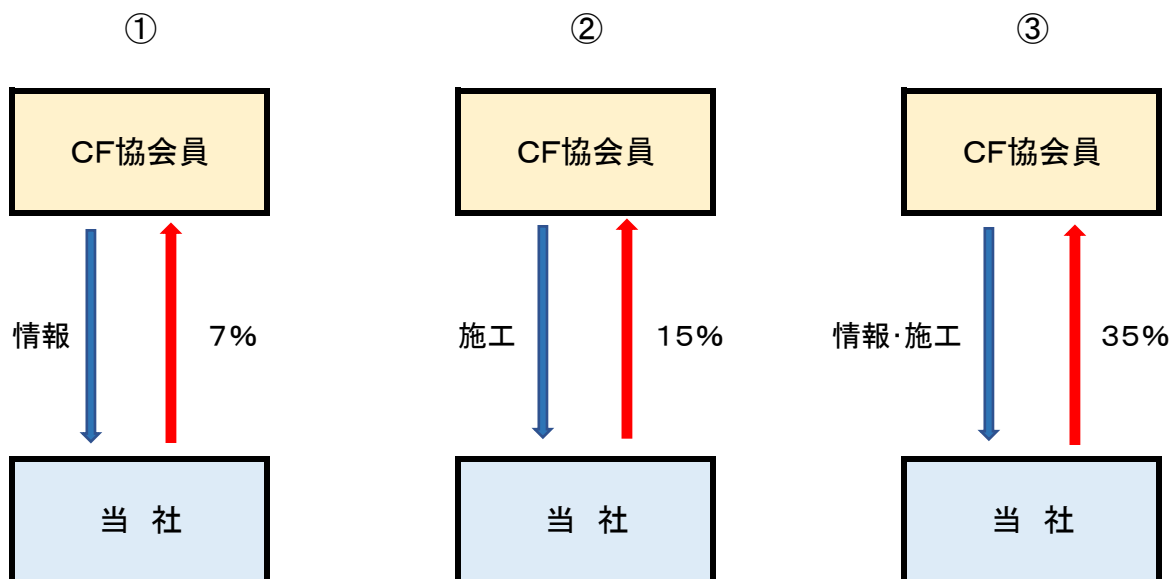 ①
②
③
CF協会員
CF協会員
CF協会員
情報
7%
施工
15%
情報・施工
35%
当 社
当 社
当 社